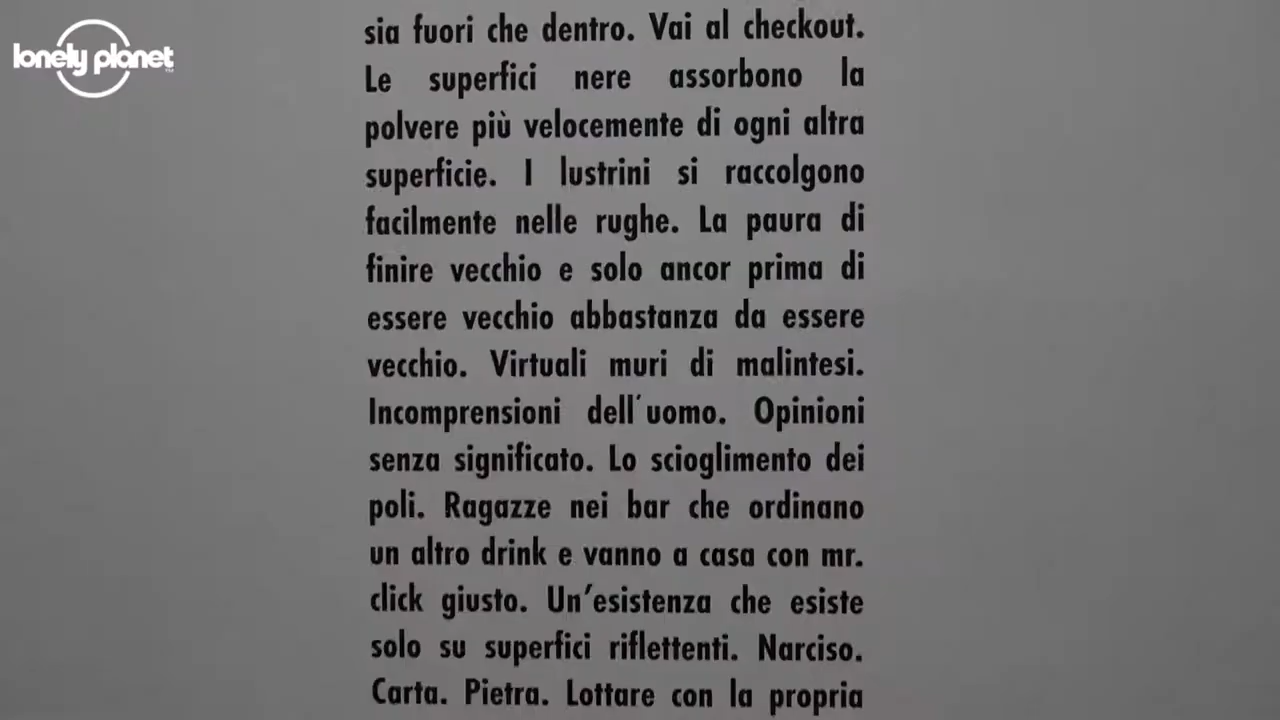 lonely planet
sia fuori che dentro. Vai al checkout.
Le superfici nere assorbono la
polvere più velocemente di ogni altra
superficie. I lustrini si raccolgono
facilmente nelle rughe. La paura di
finire vecchio e solo ancor prima di
essere vecchio abbastanza da essere
vecchio. Virtuali muri di malintesi.
Incomprensioni dell'uomo. Opinioni
senza significato. Lo scioglimento dei
poli. Ragazze nei bar che ordinano
un altro drink e vanno a casa con mr.
click giusto. Un'esistenza che esiste
solo su superfici riflettenti. Narciso.
Carta. Pietra. Lottare con la propria